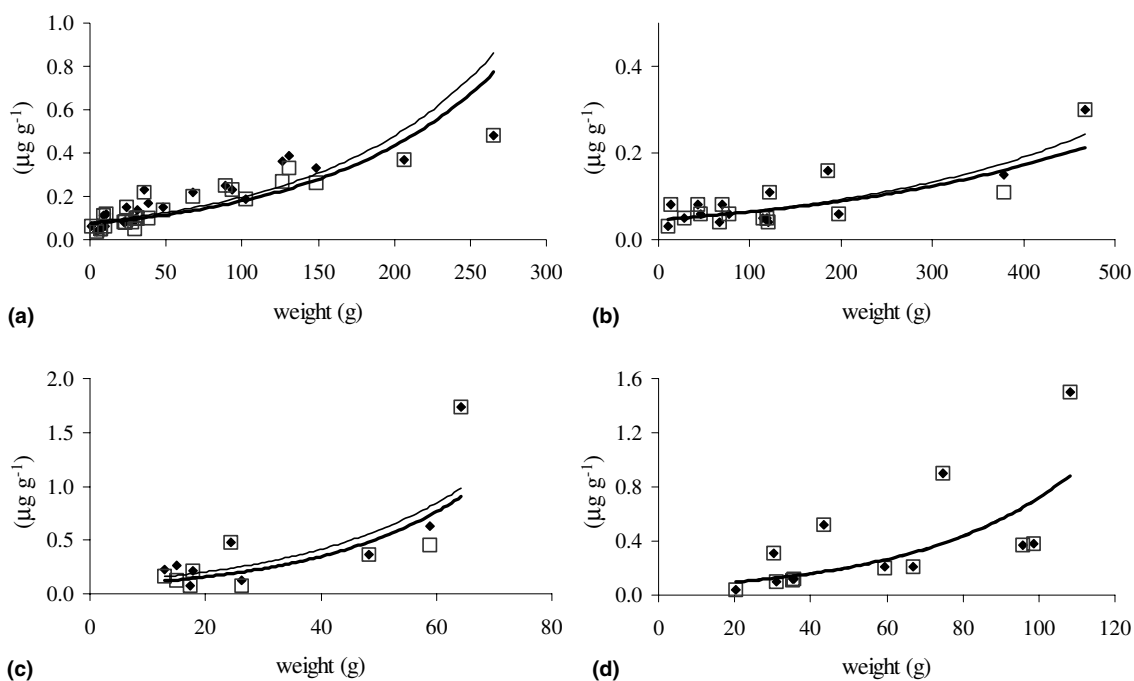 1.0
0.8
0.6
0.4
0.2
0.0
(µg g-1)
0 50 100 150 200 250 300
weight (g)
(a)
0.4
0.2
0.0
(µg g-1)
0 100 200 300 400 500
weight (g)
(b)
2.0
1.5
1.0
0.5
0.0
(µg g-1)
0 20 40 60 80
weight (g)
(c)
1.6
1.2
0.8
0.4
0.0
(µg g-1)
0 20 40 60 80 100 120
weight (g)
(d)